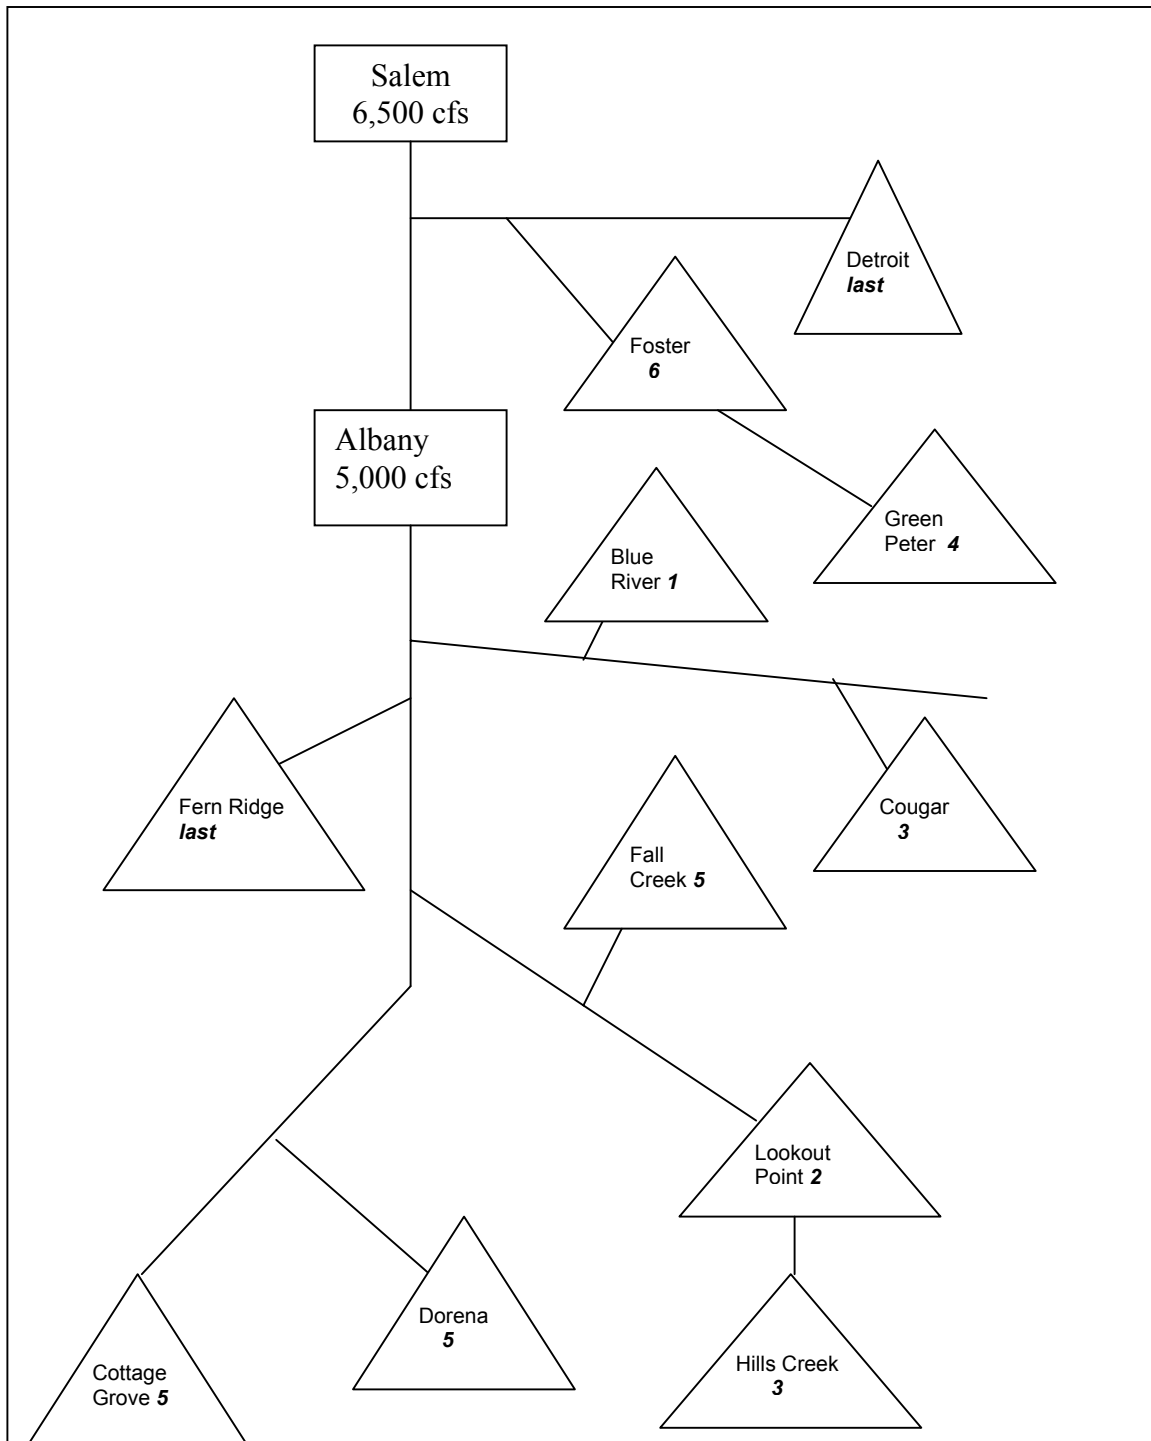 Salem
6,500 cfs
Detroit
last
Foster
6
Albany
5,000 cfs
Green
Peter 4
Blue
River 1
Fern Ridge
last
Cougar
3
Fall
Creek 5
Lookout
Point 2
Dorena
5
Hills Creek
3
Cottage
Grove 5